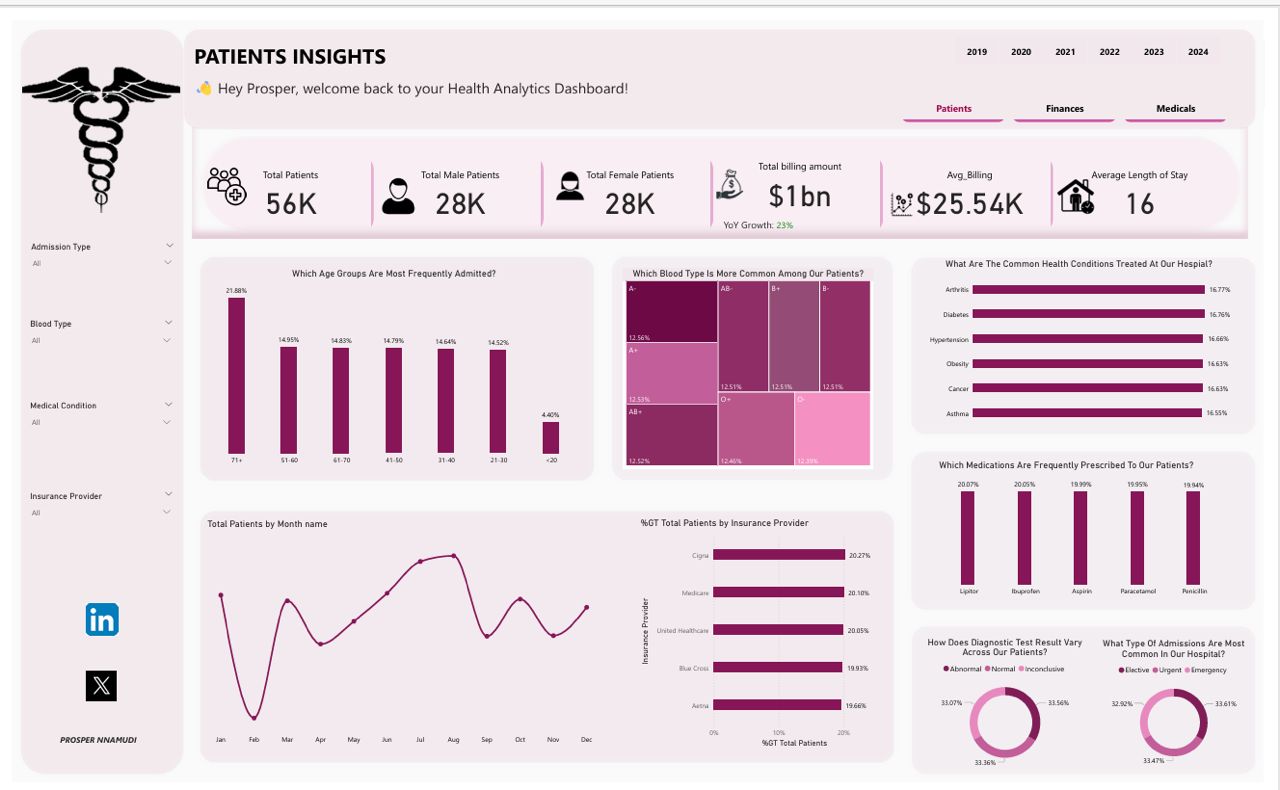 PATIENTS INSIGHTS
👋 Hey Prosper, welcome back to your Health Analytics Dashboard!
2019 2020 2021 2022 2023 2024
Patients Finances Medicals
Total Patients
56K
Total Male Patients
28K
Total Female Patients
28K
Total billing amount
$1bn
YoY Growth: 23%
Avg_Billing
$25.54K
Average Length of Stay
16
Admission Type
All
Blood Type
All
Medical Condition
All
Insurance Provider
All
in
X
PROSPER NNAMUDI
Which Age Groups Are Most Frequently Admitted?
21.88% 14.95% 14.83% 14.79% 14.64% 14.52% 4.40%
71+ 51-60 61-70 41-50 31-40 21-30 <20
Which Blood Type Is More Common Among Our Patients?
A-
12.56%
A+
12.53%
AB+
12.52%
AB-
12.51%
B+
12.51%
B-
12.51%
O+
12.46%
O-
12.39%
What Are The Common Health Conditions Treated At Our Hospial?
Arthritis 16.77%
Diabetes 16.76%
Hypertension 16.66%
Obesity 16.63%
Cancer 16.63%
Asthma 16.55%
Which Medications Are Frequently Prescribed To Our Patients?
20.07% 20.05% 19.99% 19.95% 19.94%
Lipitor Ibuprofen Aspirin Paracetamol Penicillin
Total Patients by Month name
Jan Feb Mar Apr May Jun Jul Aug Sep Oct Nov Dec
%GT Total Patients by Insurance Provider
Insurance Provider
Cigna 20.27%
Medicare 20.10%
United Healthcare 20.05%
Blue Cross 19.93%
Aetna 19.66%
0% 10% 20%
%GT Total Patients
How Does Diagnostic Test Result Vary
Across Our Patients?
Abnormal Normal Inconclusive
33.07% 33.56%
33.36%
What Type Of Admissions Are Most
Common In Our Hospital?
Elective Urgent Emergency
32.92% 33.61%
33.47%